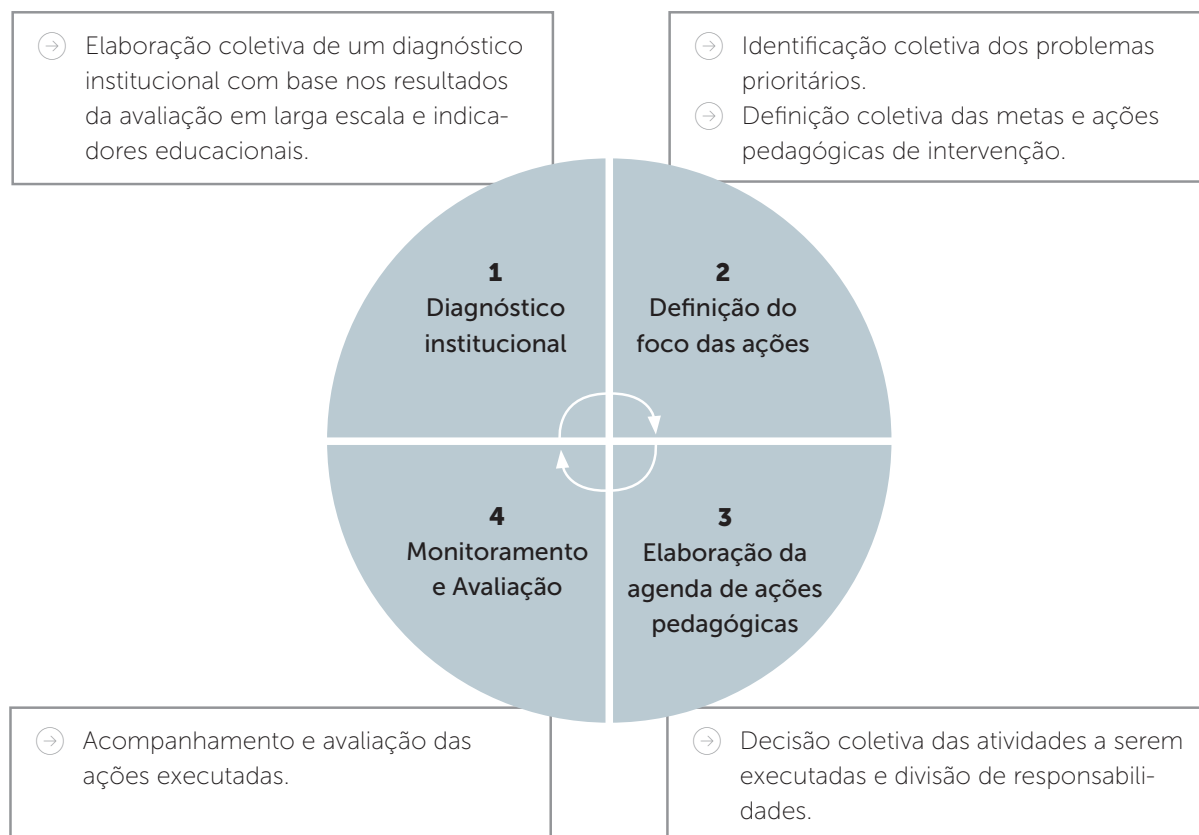 Elaboração coletiva de um diagnóstico
institucional com base nos resultados
da avaliação em larga escala e indica-
dores educacionais.
Identificação coletiva dos problemas
prioritários.
Definição coletiva das metas e ações
pedagógicas de intervenção.
1
Diagnóstico
institucional
2
Definição do
foco das ações
4
Monitoramento
e Avaliação
3
Elaboração da
agenda de ações
pedagógicas
Acompanhamento e avaliação das
ações executadas.
Decisão coletiva das atividades a serem
executadas e divisão de responsabili-
dades.